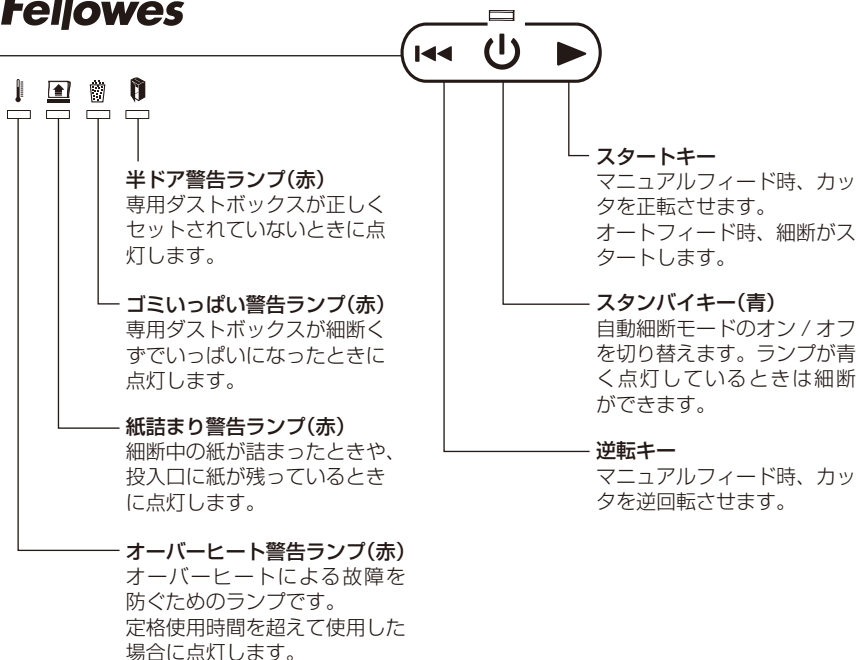 Fellowes
半ドア警告ランプ(赤)
専用ダストボックスが正しく
セットされていないときに点
灯します。
ゴミいっぱい警告ランプ(赤)
専用ダストボックスが細断く
ずでいっぱいになったときに
点灯します。
紙詰まり警告ランプ(赤)
細断中の紙が詰まったときや、
投入口に紙が残っているとき
に点灯します。
オーバーヒート警告ランプ(赤)
オーバーヒートによる故障を
防ぐためのランプです。
定格使用時間を超えて使用した
場合に点灯します。
スタートキー
マニュアルフィード時、カッ
タを正転させます。
オートフィード時、細断がス
タートします。
スタンバイキー(青)
自動細断モードのオン / オフ
を切り替えます。ランプが青
く点灯しているときは細断
ができます。
逆転キー
マニュアルフィード時、カッ
タを逆回転させます。